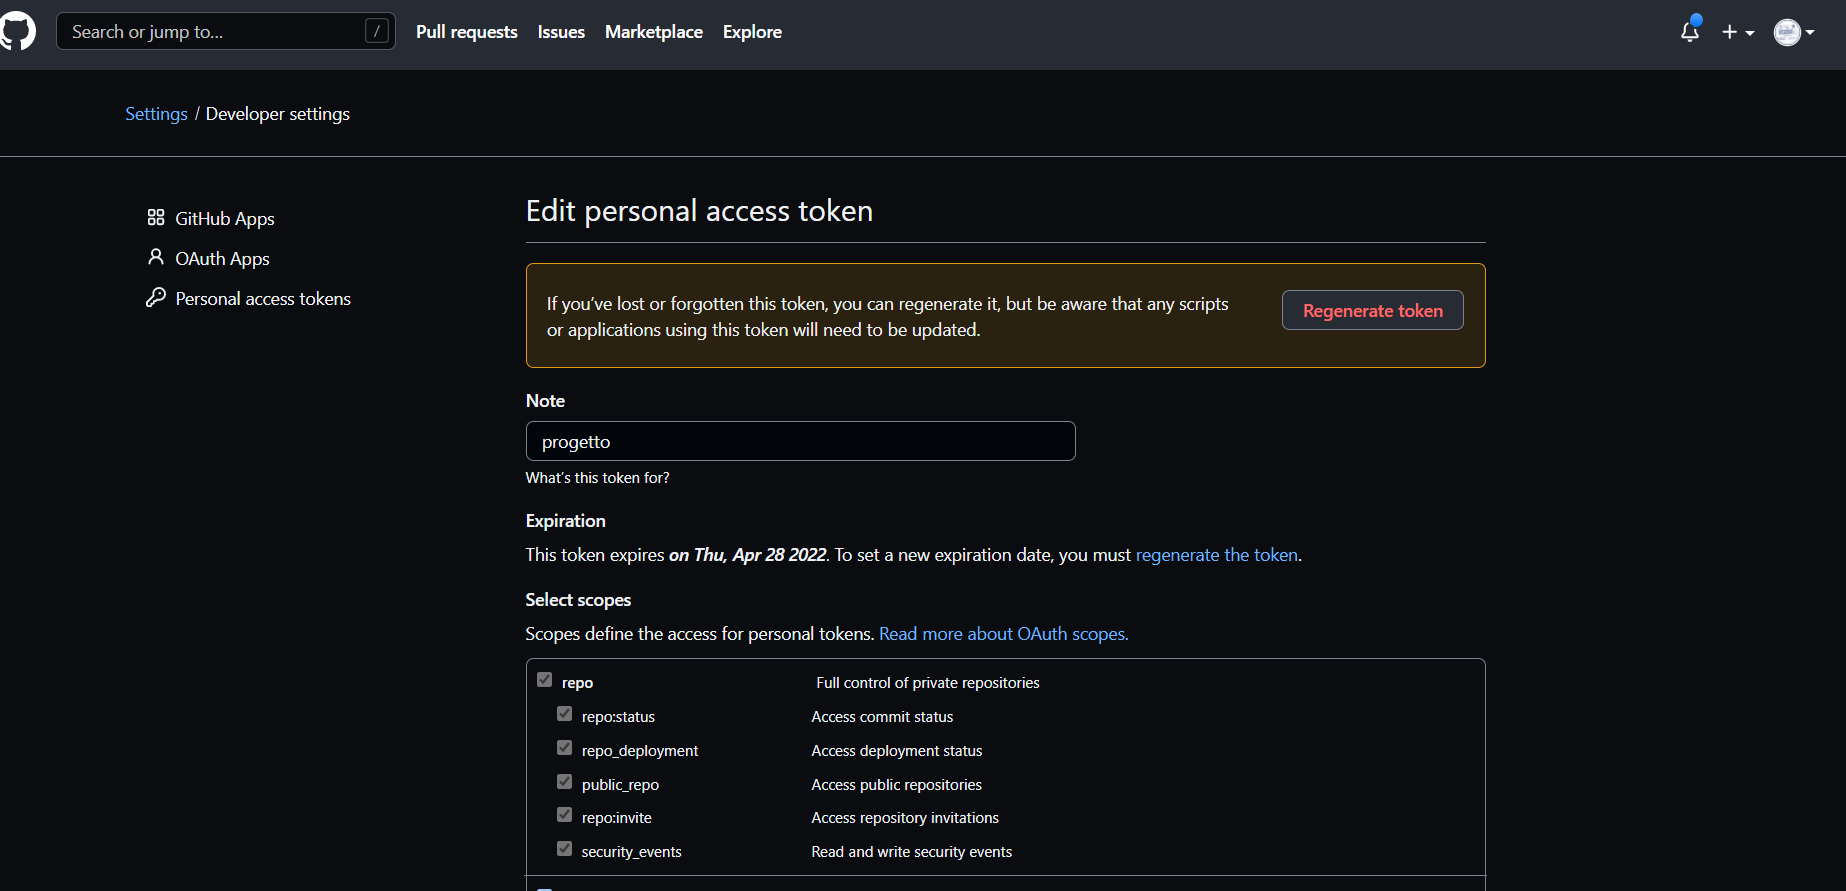 Search or jump to... /
Pull requests
Issues
Marketplace
Explore
Settings / Developer settings
GitHub Apps
OAuth Apps
Personal access tokens
Edit personal access token
If you’ve lost or forgotten this token, you can regenerate it, but be aware that any scripts
or applications using this token will need to be updated.
Regenerate token
Note
progetto
What’s this token for?
Expiration
This token expires on Thu, Apr 28 2022. To set a new expiration date, you must regenerate the token.
Select scopes
Scopes define the access for personal tokens. Read more about OAuth scopes.
repo Full control of private repositories
repo:status Access commit status
repo_deployment Access deployment status
public_repo Access public repositories
repo:invite Access repository invitations
security_events Read and write security events